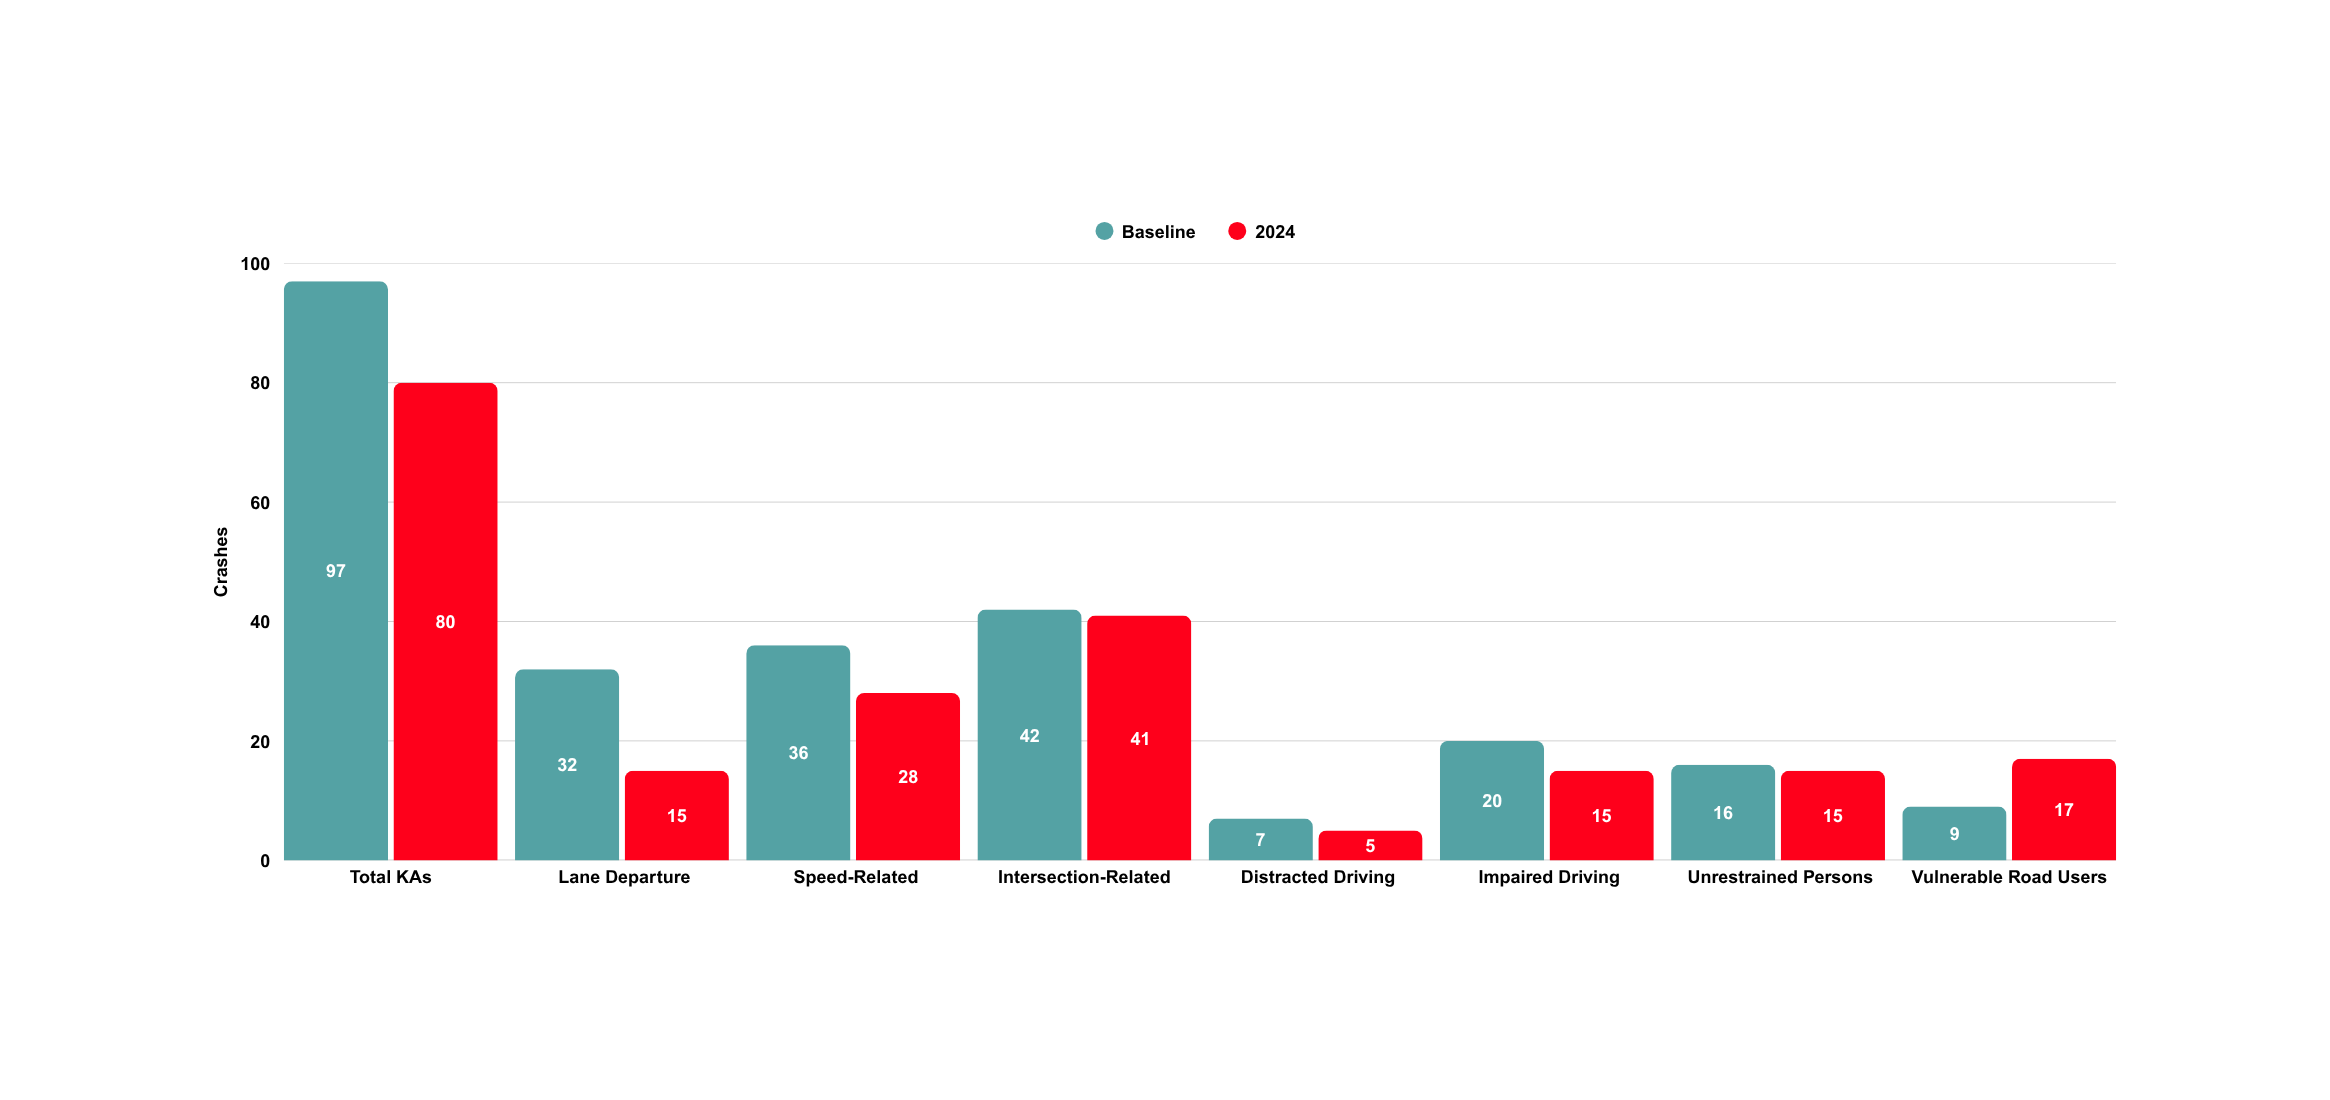 Baseline 2024
Crashes
100
80
60
40
20
0
97 80 32 15 36 28 42 41 7 5 20 15 16 15 9 17
Total KAs Lane Departure Speed-Related Intersection-Related Distracted Driving Impaired Driving Unrestrained Persons Vulnerable Road Users